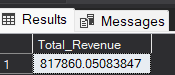 Results Messages
Total_Revenue
1 817860.05083847